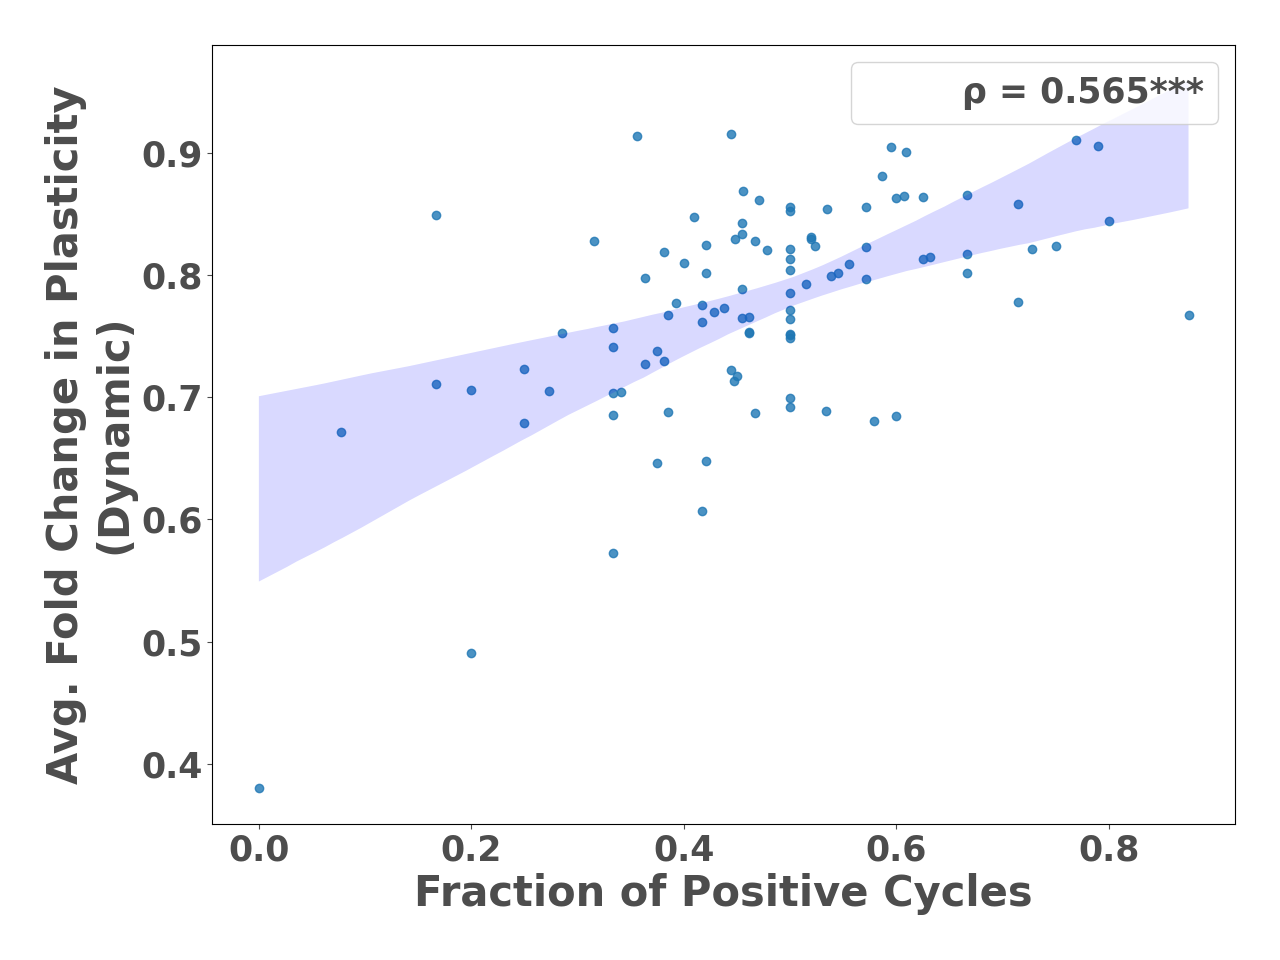 ρ = 0.565***
Avg. Fold Change in Plasticity
(Dynamic)
0.9
0.8
0.7
0.6
0.5
0.4
0.0 0.2 0.4 0.6 0.8
Fraction of Positive Cycles